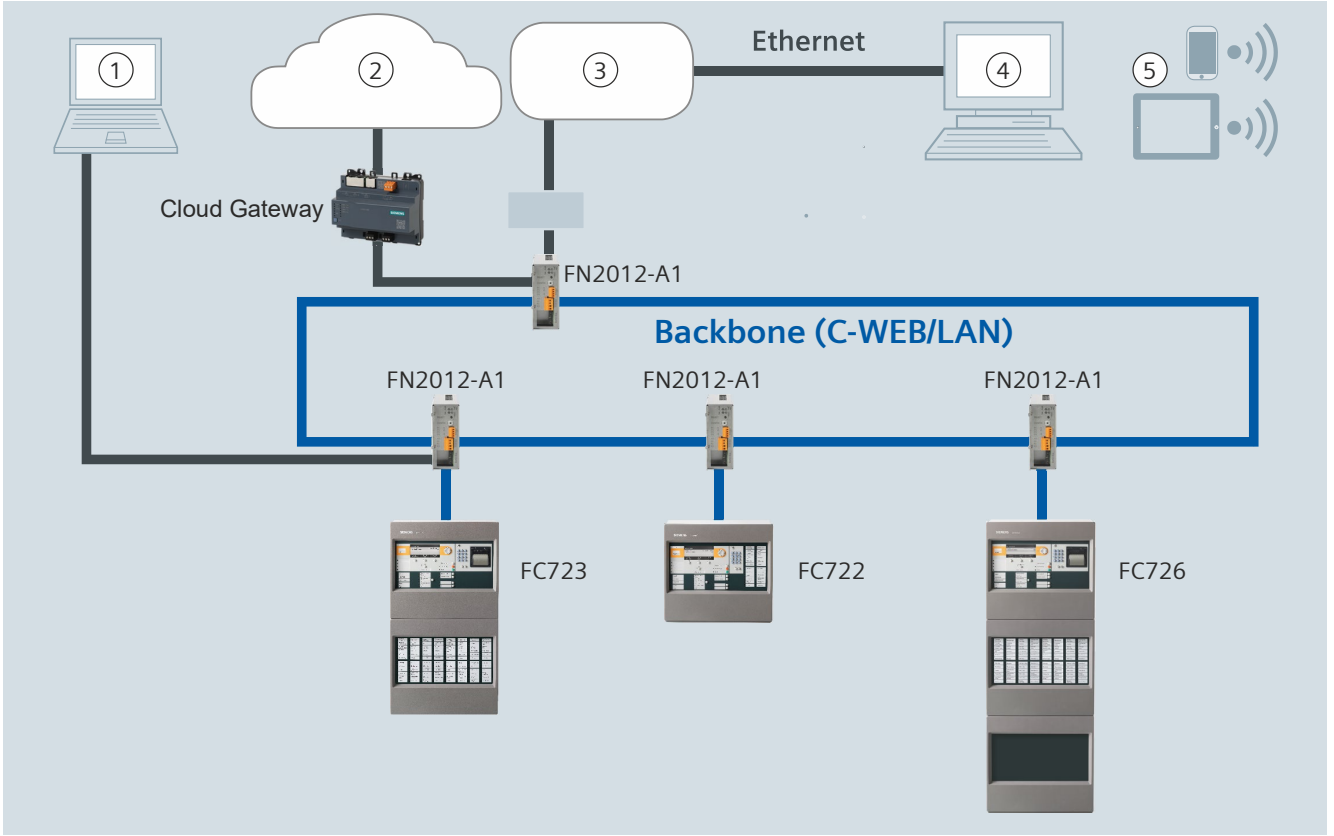 1
2
3
Ethernet
4
5
Cloud Gateway
FN2012-A1
Backbone (C-WEB/LAN)
FN2012-A1
FN2012-A1
FN2012-A1
FC723
FC722
FC726